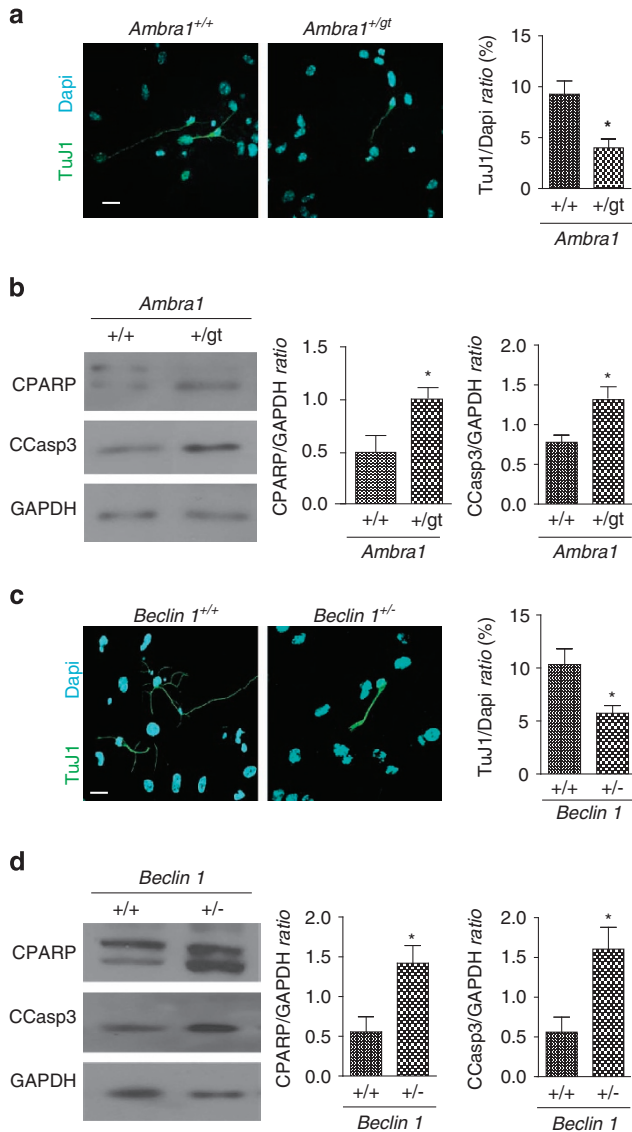 a
Ambra1+/+
Ambra1+/gt
TuJ1 Dapi
TuJ1/Dapi ratio (%)
15
10
5
0
*
+/+ +/gt
Ambra1
b
Ambra1
+/+ +/gt
CPARP
CCasp3
GAPDH
CPARP/GAPDH ratio
1.5
1.0
0.5
0.0
*
+/+ +/gt
Ambra1
CCasp3/GAPDH ratio
2.0
1.5
1.0
0.5
0.0
*
+/+ +/gt
Ambra1
c
Beclin 1+/+
Beclin 1+/-
TuJ1 Dapi
TuJ1/Dapi ratio (%)
15
10
5
0
*
+/+ +/-
Beclin 1
d
Beclin 1
+/+ +/-
CPARP
CCasp3
GAPDH
CPARP/GAPDH ratio
2.0
1.5
1.0
0.5
0.0
*
+/+ +/-
Beclin 1
CCasp3/GAPDH ratio
2.0
1.5
1.0
0.5
0.0
*
+/+ +/-
Beclin 1